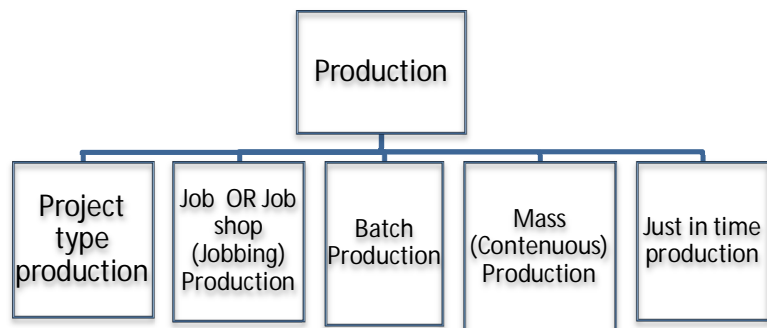 Production
Project
type
production
Job OR Job
shop
(Jobbing)
Production
Batch
Production
Mass
(Contenuous)
Production
Just in time
production